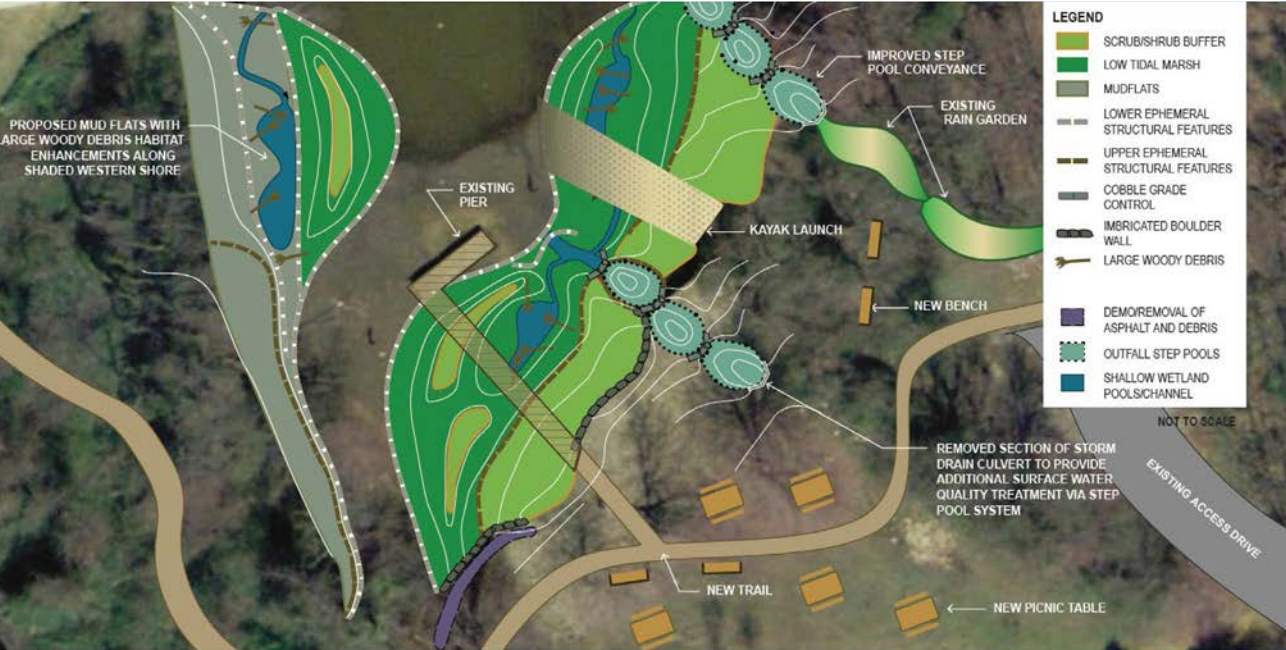 LEGEND
SCRUB/SHRUB BUFFER
LOW TIDAL MARSH
MUDFLATS
LOWER EPHEMERAL
STRUCTURAL FEATURES
UPPER EPHEMERAL
STRUCTURAL FEATURES
COBBLE GRADE
CONTROL
IMBRICATED BOULDER
WALL
LARGE WOODY DEBRIS
DEMO/REMOVAL OF
ASPHALT AND DEBRIS
OUTFALL STEP POOLS
SHALLOW WETLAND
POOLS/CHANNEL
NOT TO SCALE
IMPROVED STEP
POOL CONVEYANCE
EXISTING
RAIN GARDEN
PROPOSED MUD FLATS WITH
LARGE WOODY DEBRIS HABITAT
ENHANCEMENTS ALONG
SHADED WESTERN SHORE
EXISTING
PIER
KAYAK LAUNCH
NEW BENCH
REMOVED SECTION OF STORM
DRAIN CULVERT TO PROVIDE
ADDITIONAL SURFACE WATER
QUALITY TREATMENT VIA STEP
POOL SYSTEM
EXISTING ACCESS DRIVE
NEW TRAIL
NEW PICNIC TABLE